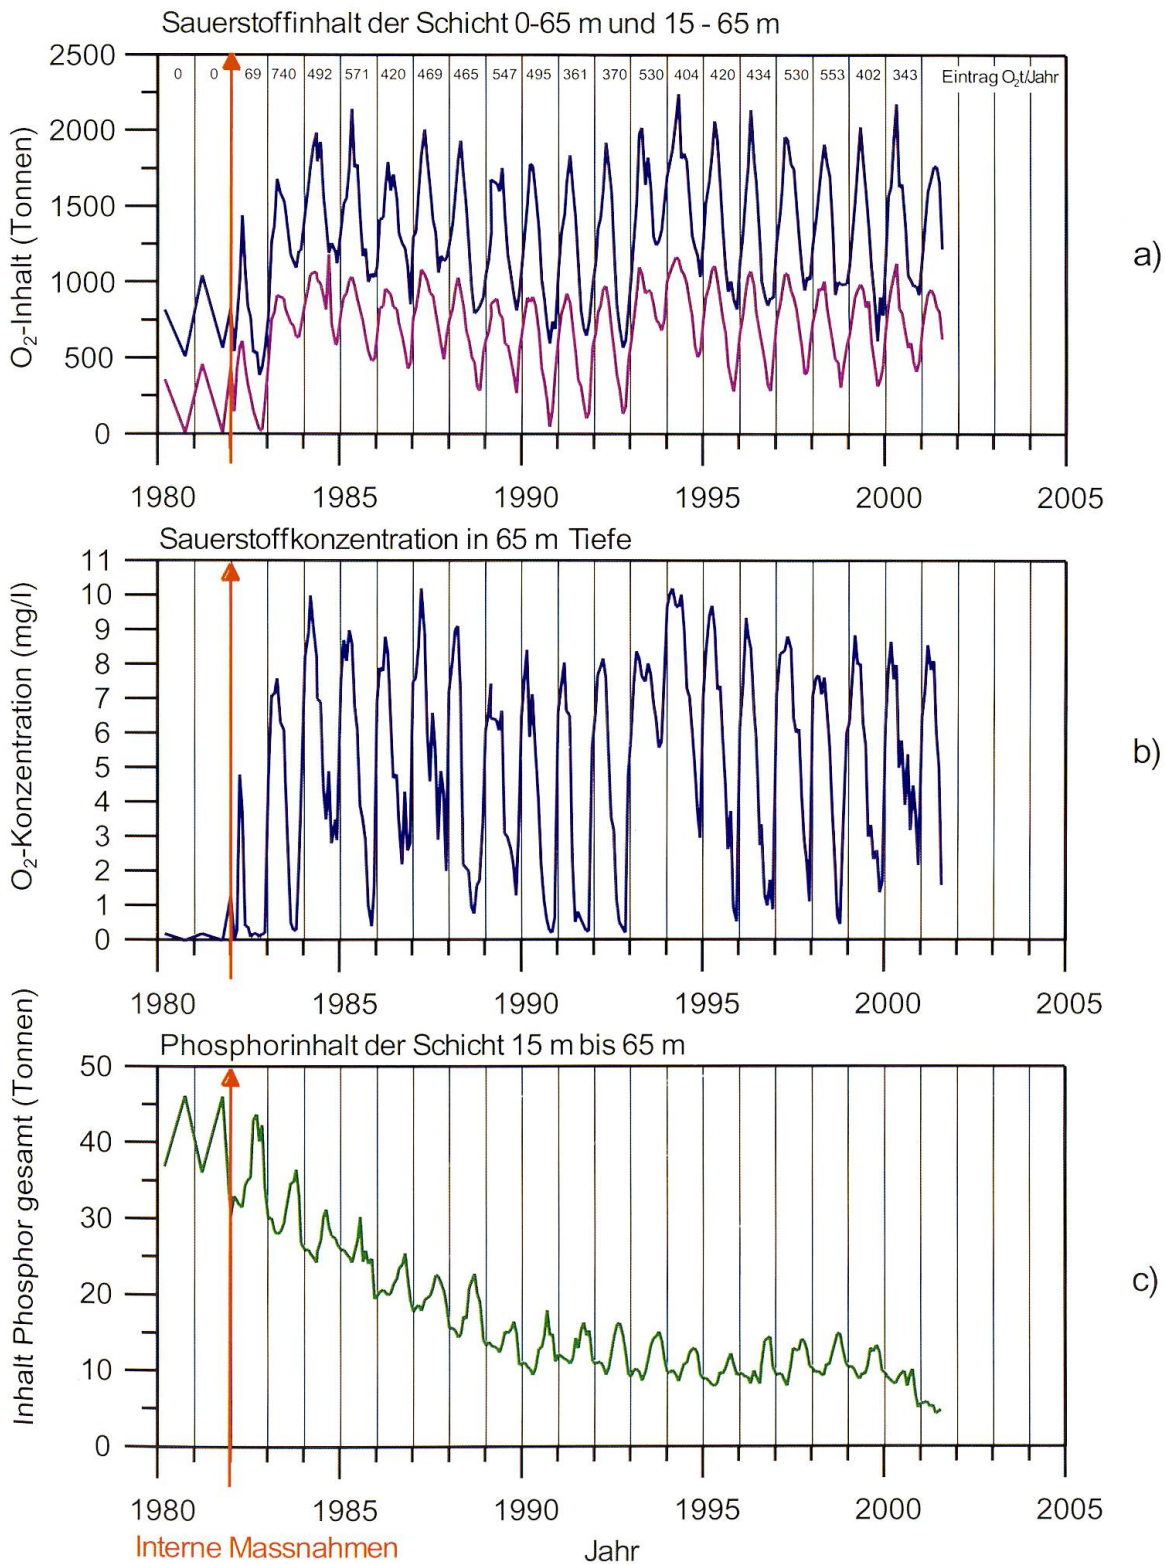 Sauerstoffinhalt der Schicht 0-65 m und 15 - 65 m
O₂-Inhalt (Tonnen)
2500
2000
1500
1000
500
0
0 0 69 740 492 571 420 469 465 547 495 361 370 530 404 420 434 530 553 402 343 Eintrag O₂t/Jahr
a)
1980 1985 1990 1995 2000 2005
Sauerstoffkonzentration in 65 m Tiefe
O₂-Konzentration (mg/l)
11
10
9
8
7
6
5
4
3
2
1
0
b)
1980 1985 1990 1995 2000 2005
Phosphorinhalt der Schicht 15 m bis 65 m
Inhalt Phosphor gesamt (Tonnen)
50
40
30
20
10
0
c)
1980 1985 1990 1995 2000 2005
Interne Massnahmen
Jahr